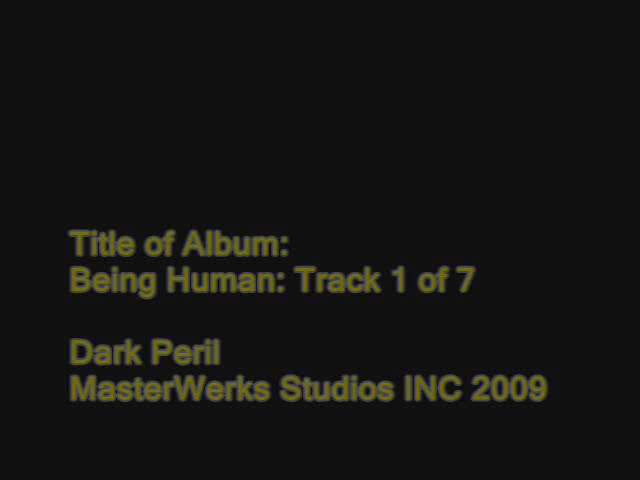 Title of Album:
Being Human: Track 1 of 7
Dark Peril
MasterWerks Studios INC 2009